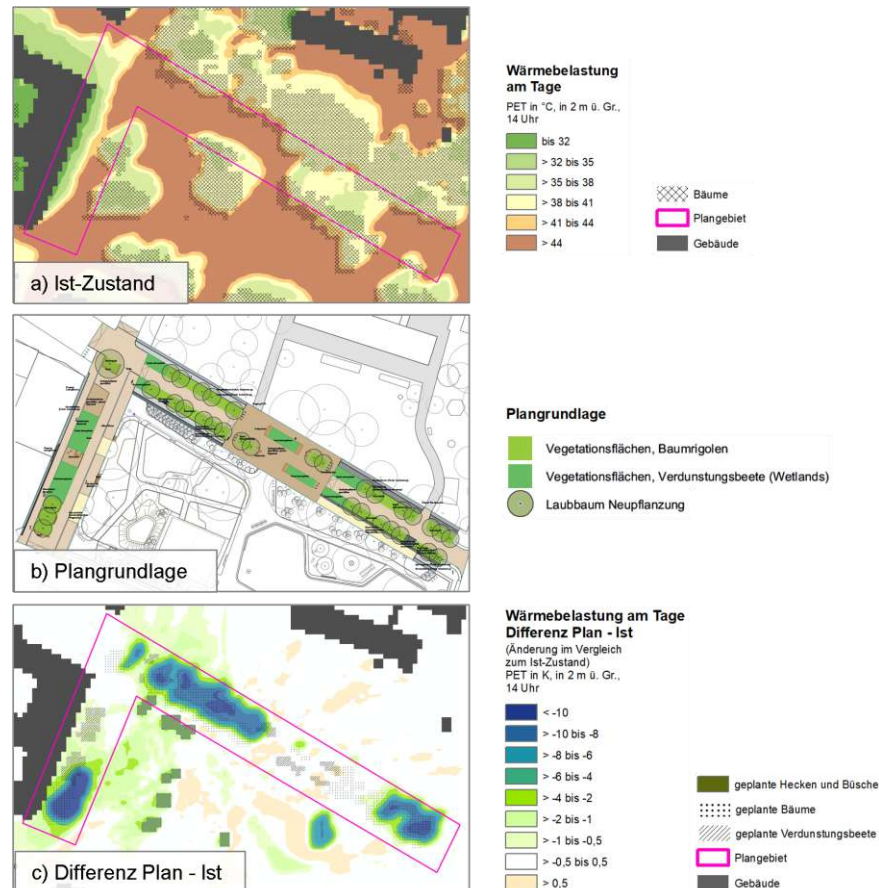 Wärmebelastung
am Tage
PET in °C, in 2 m ü. Gr.,
14 Uhr
bis 32
> 32 bis 35
> 35 bis 38
> 38 bis 41
> 41 bis 44
> 44
Bäume
Plangebiet
Gebäude
a) Ist-Zustand
Plangrundlage
Vegetationsflächen, Baumrigolen
Vegetationsflächen, Verdunstungsbeete (Wetlands)
Laubbaum Neupflanzung
b) Plangrundlage
Wärmebelastung am Tage
Differenz Plan - Ist
(Änderung im Vergleich
zum Ist-Zustand)
PET in K, in 2 m ü. Gr.,
14 Uhr
< -10
> -10 bis -8
> -8 bis -6
> -6 bis -4
> -4 bis -2
> -2 bis -1
> -1 bis -0,5
> -0,5 bis 0,5
> 0,5
geplante Hecken und Büsche
geplante Bäume
geplante Verdunstungsbeete
Plangebiet
Gebäude
c) Differenz Plan - Ist